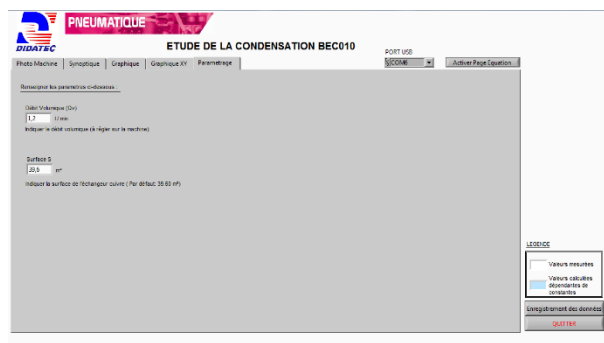 PNEUMATIQUE
DIDATEC
ETUDE DE LA CONDENSATION BEC010
PORT USB
COM6
Activer Page Equation
Photo Machine
Synoptique
Graphique
Graphique XY
Parametrage
Renseigner les parametres ci-dessous :
Débit Volumique (Qv)
1,2 l/min
Indiquer le débit volumique (à régler sur la machine)
Surface S
39,6 m²
Indiquer la surface de l'échangeur cuivre ( Par défaut: 39.60 m²)
LEGENDE
Valeurs mesurées
Valeurs calculées
dépendantes de
constantes
Enregistrement des données
QUITTER